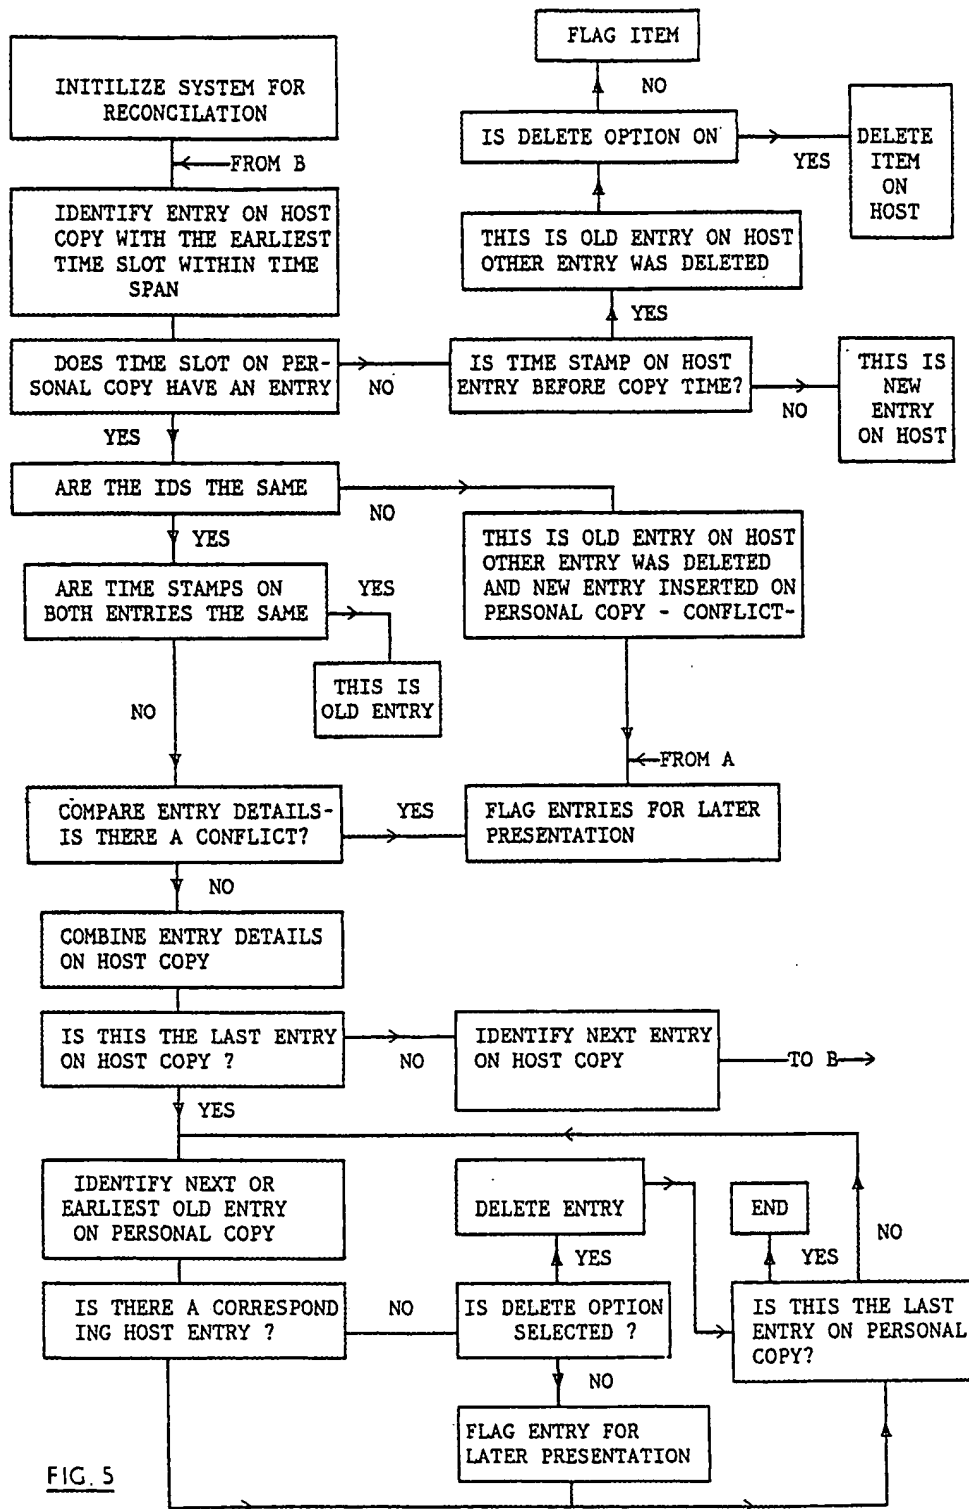 FLAG ITEM
INITILIZE SYSTEM FOR
RECONCILATION
NO
IS DELETE OPTION ON
YES
DELETE
ITEM
ON
HOST
FROM B
IDENTIFY ENTRY ON HOST
COPY WITH THE EARLIEST
TIME SLOT WITHIN TIME
SPAN
THIS IS OLD ENTRY ON HOST
OTHER ENTRY WAS DELETED
YES
DOES TIME SLOT ON PER-
SONAL COPY HAVE AN ENTRY
NO
IS TIME STAMP ON HOST
ENTRY BEFORE COPY TIME?
NO
THIS IS
NEW
ENTRY
ON HOST
YES
ARE THE IDS THE SAME
NO
YES
THIS IS OLD ENTRY ON HOST
OTHER ENTRY WAS DELETED
AND NEW ENTRY INSERTED ON
PERSONAL COPY - CONFLICT-
ARE TIME STAMPS ON
BOTH ENTRIES THE SAME
YES
THIS IS
OLD ENTRY
NO
FROM A
COMPARE ENTRY DETAILS-
IS THERE A CONFLICT?
YES
FLAG ENTRIES FOR LATER
PRESENTATION
NO
COMBINE ENTRY DETAILS
ON HOST COPY
IS THIS THE LAST ENTRY
ON HOST COPY ?
NO
IDENTIFY NEXT ENTRY
ON HOST COPY
TO B
YES
IDENTIFY NEXT OR
EARLIEST OLD ENTRY
ON PERSONAL COPY
DELETE ENTRY
END
NO
YES
YES
IS THERE A CORRESPOND
ING HOST ENTRY ?
NO
IS DELETE OPTION
SELECTED ?
IS THIS THE LAST
ENTRY ON PERSONAL
COPY?
NO
FLAG ENTRY FOR
LATER PRESENTATION
FIG. 5